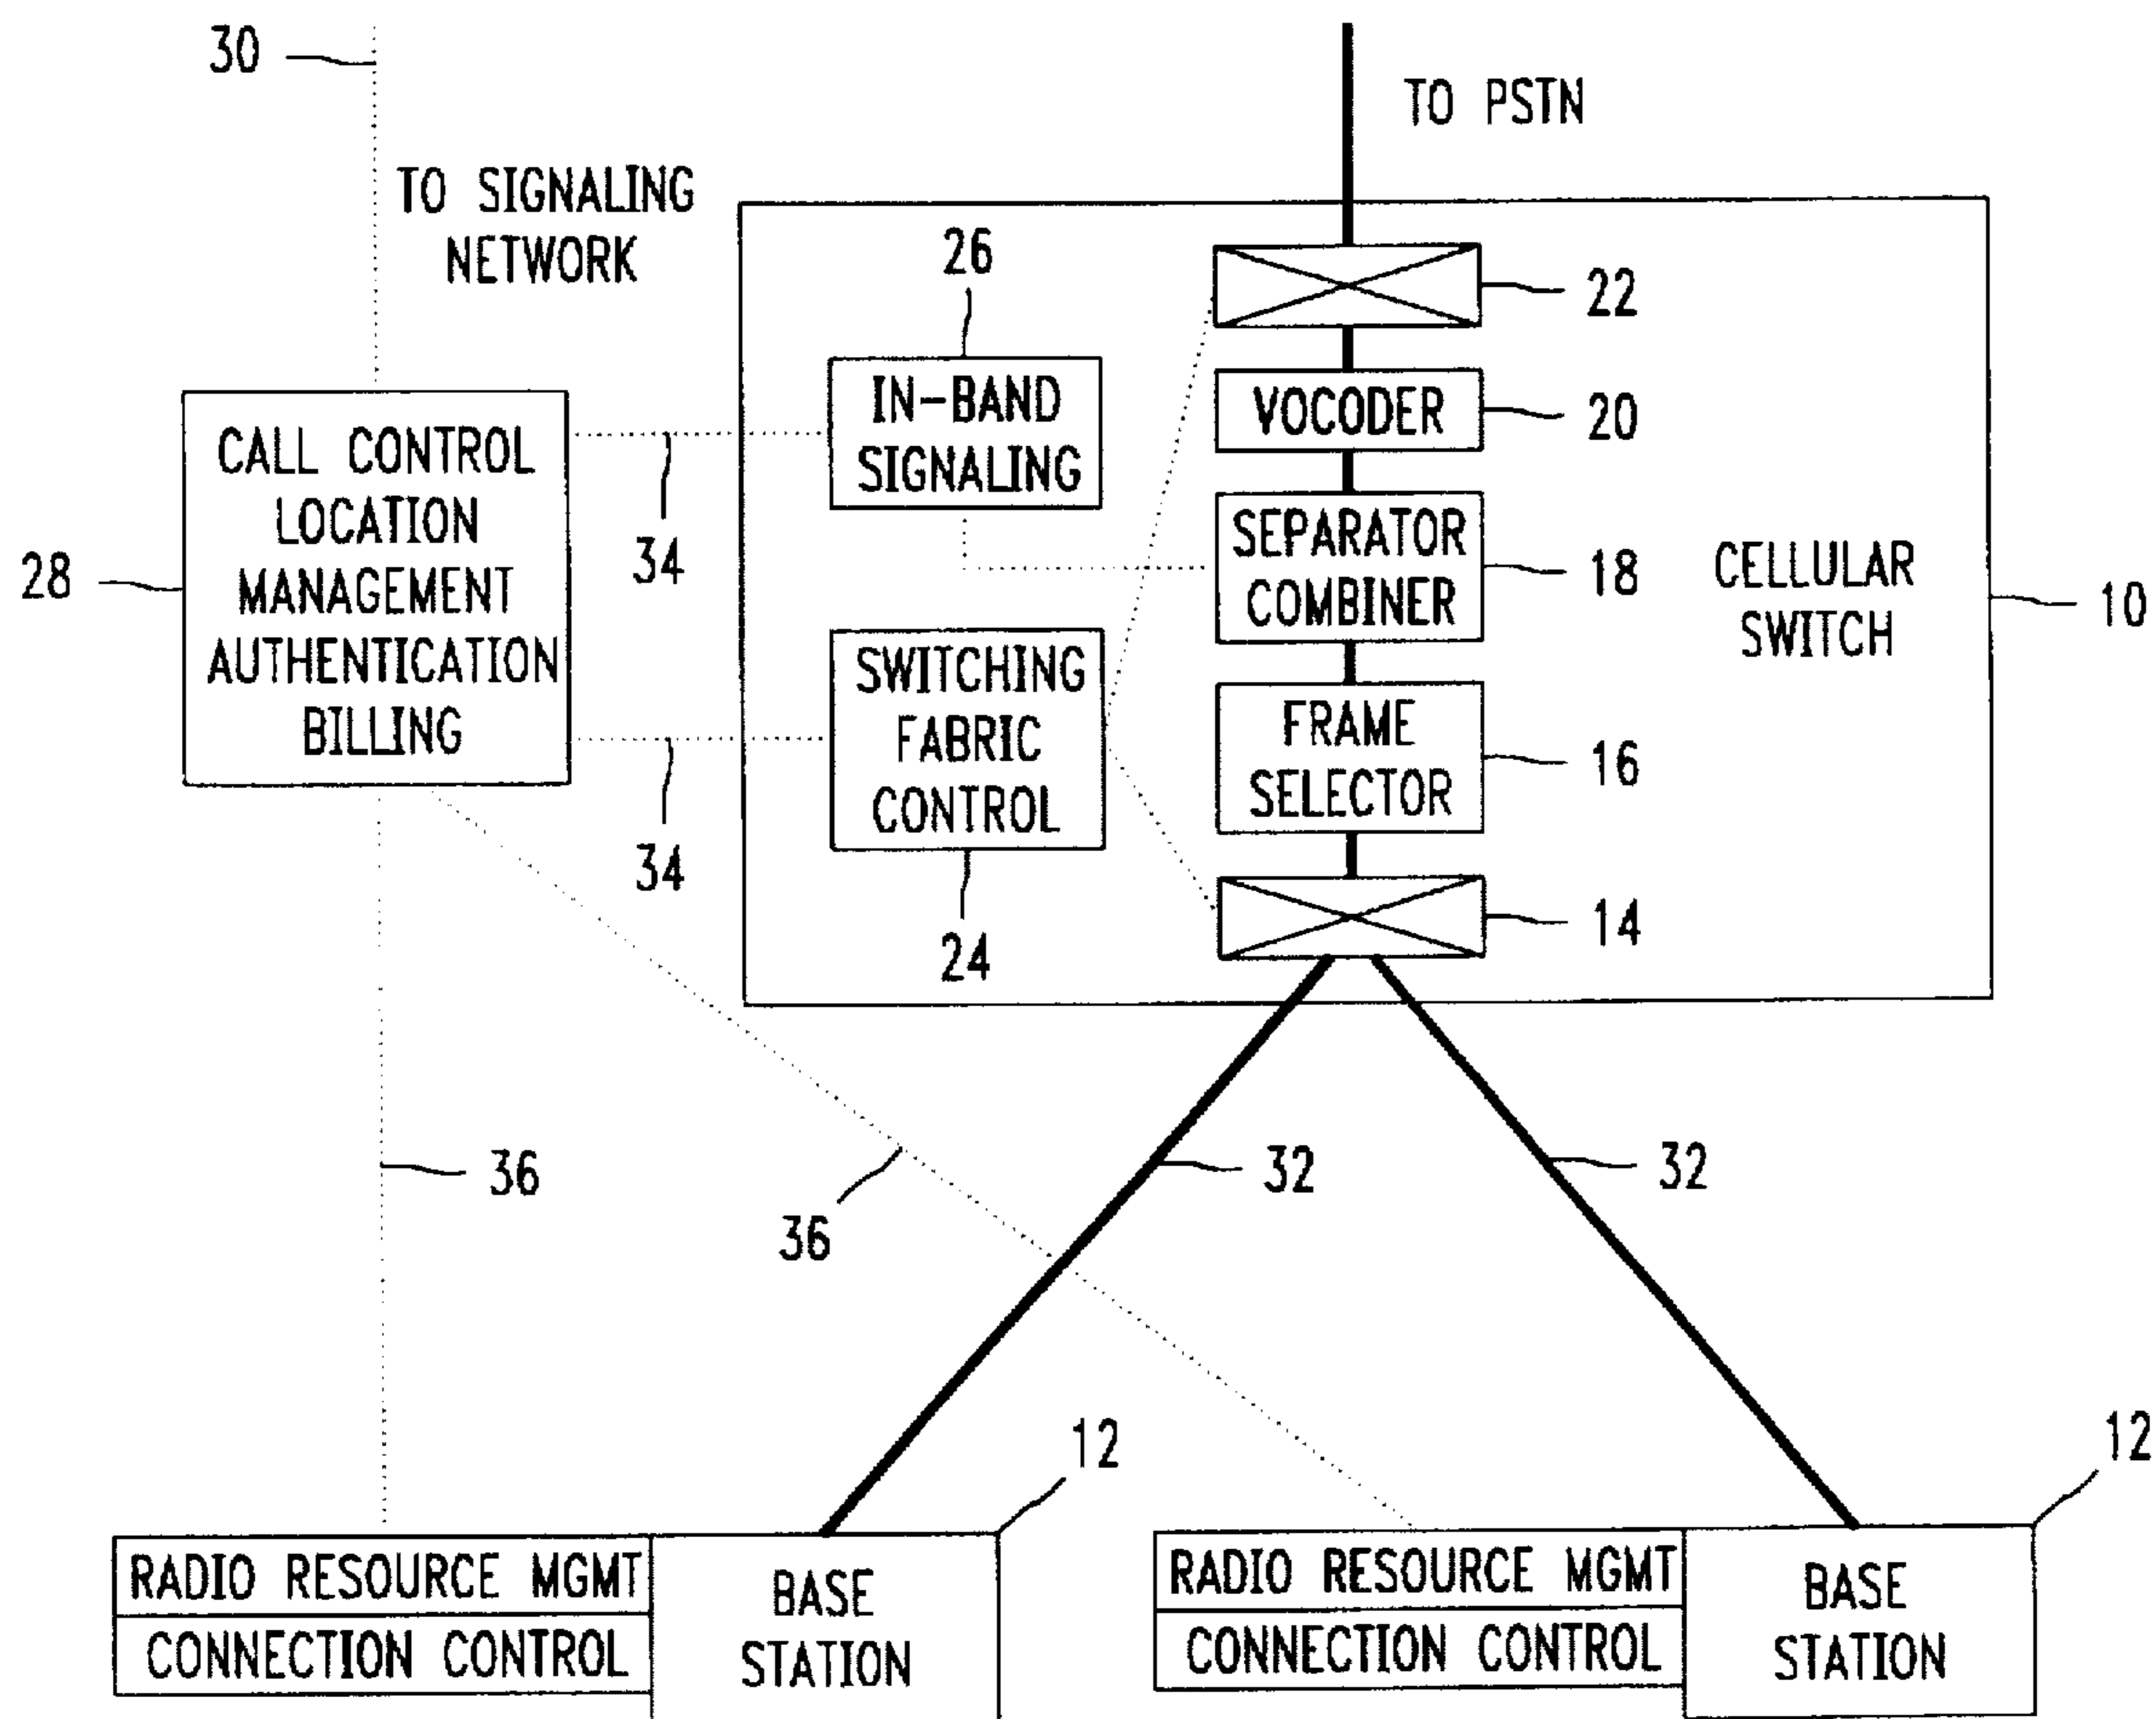 30
TO PSTN
TO SIGNALING
NETWORK
26
22
IN-BAND
SIGNALING
VOCODER
20
CALL CONTROL
LOCATION
MANAGEMENT
AUTHENTICATION
BILLING
28
34
SEPARATOR
COMBINER
18
CELLULAR
SWITCH
10
SWITCHING
FABRIC
CONTROL
FRAME
SELECTOR
16
34
24
14
36
36
32
32
12
12
RADIO RESOURCE MGMT
CONNECTION CONTROL
BASE
STATION
RADIO RESOURCE MGMT
CONNECTION CONTROL
BASE
STATION